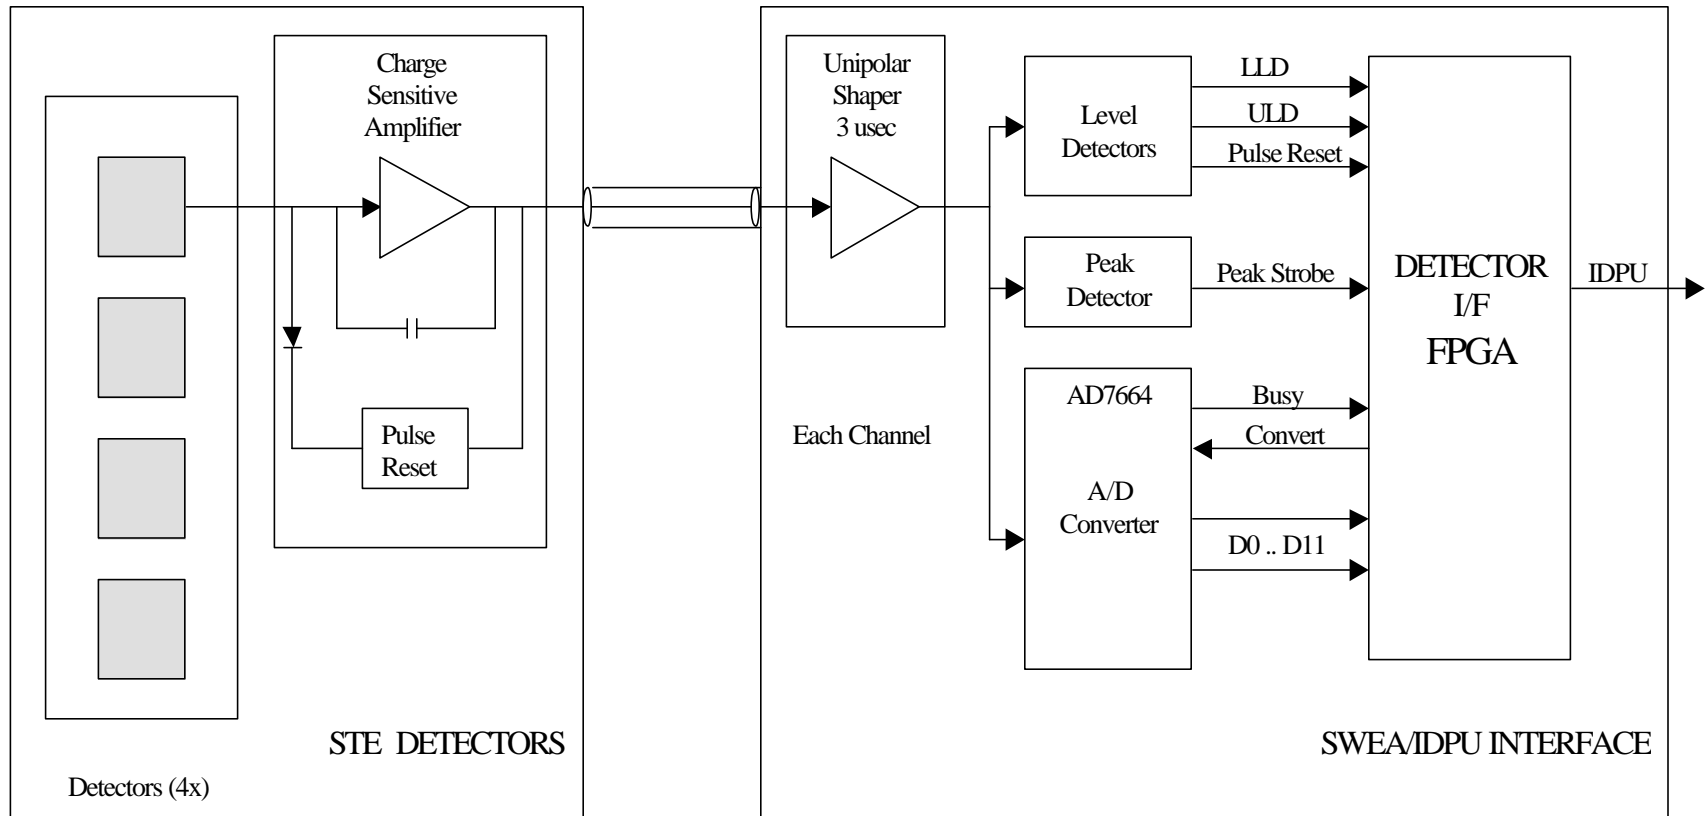 Charge
Sensitive
Amplifier
Pulse
Reset
STE DETECTORS
Detectors (4x)
Unipolar
Shaper
3 usec
Each Channel
Level
Detectors
LLD
ULD
Pulse Reset
Peak
Detector
Peak Strobe
AD7664
A/D
Converter
Busy
Convert
D0 .. D11
DETECTOR
I/F
FPGA
IDPU
SWEA/IDPU INTERFACE